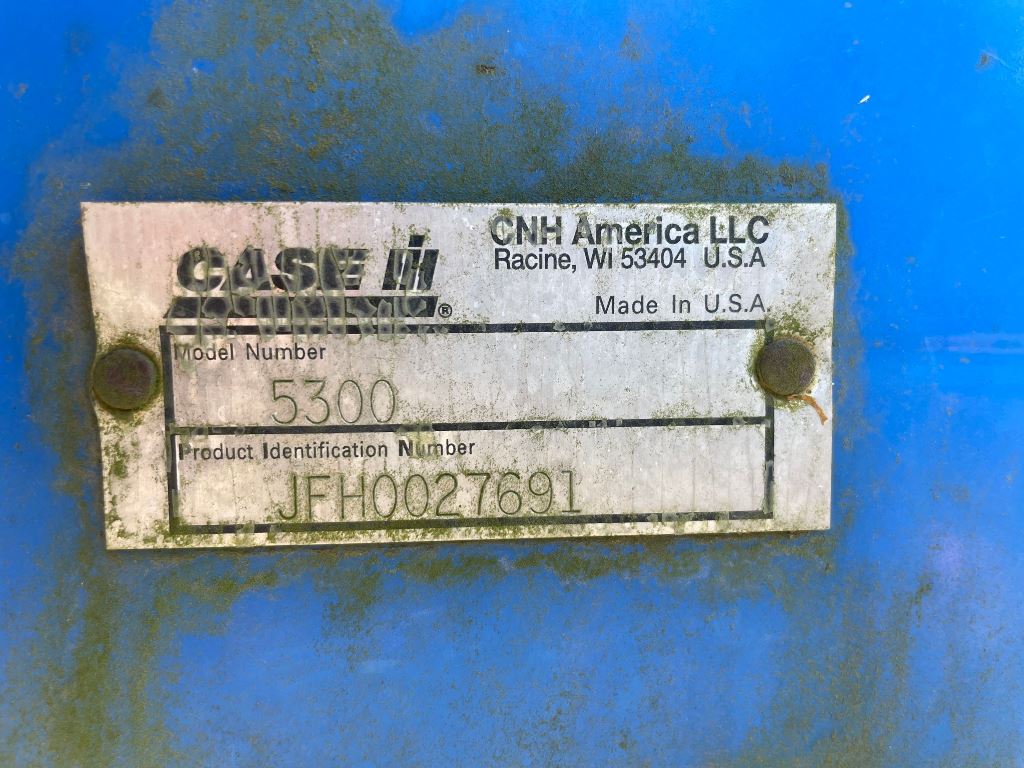 CASE IH
®
CNH America LLC
Racine, WI 53404 U.S.A
Made In U.S.A
Model Number
5300
Product Identification Number
JFH0027691